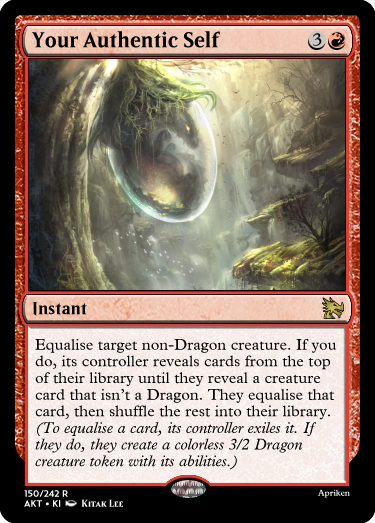 Your Authentic Self 3
Instant
Equalise target non-Dragon creature. If you
do, its controller reveals cards from the top
of their library until they reveal a creature
card that isn't a Dragon. They equalise that
card, then shuffle the rest into their library.
(To equalise a card, its controller exiles it. If
they do, they create a colorless 3/2 Dragon
creature token with its abilities.)
150/242 R
AKT • KI Kitak Lee
Apriken